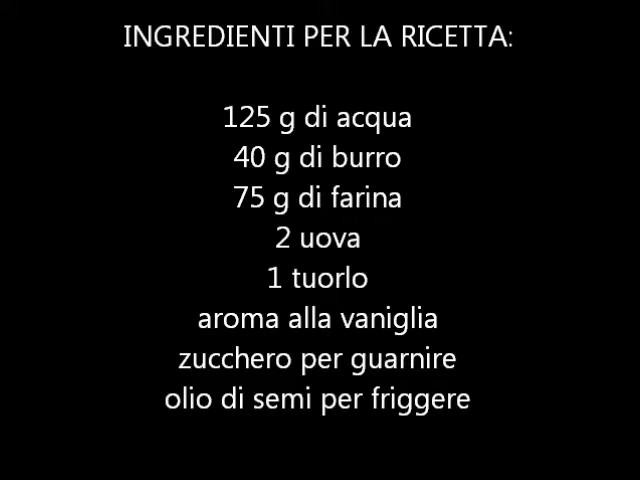 INGREDIENTI PER LA RICETTA:
125 g di acqua
40 g di burro
75 g di farina
2 uova
1 tuorlo
aroma alla vaniglia
zucchero per guarnire
olio di semi per friggere